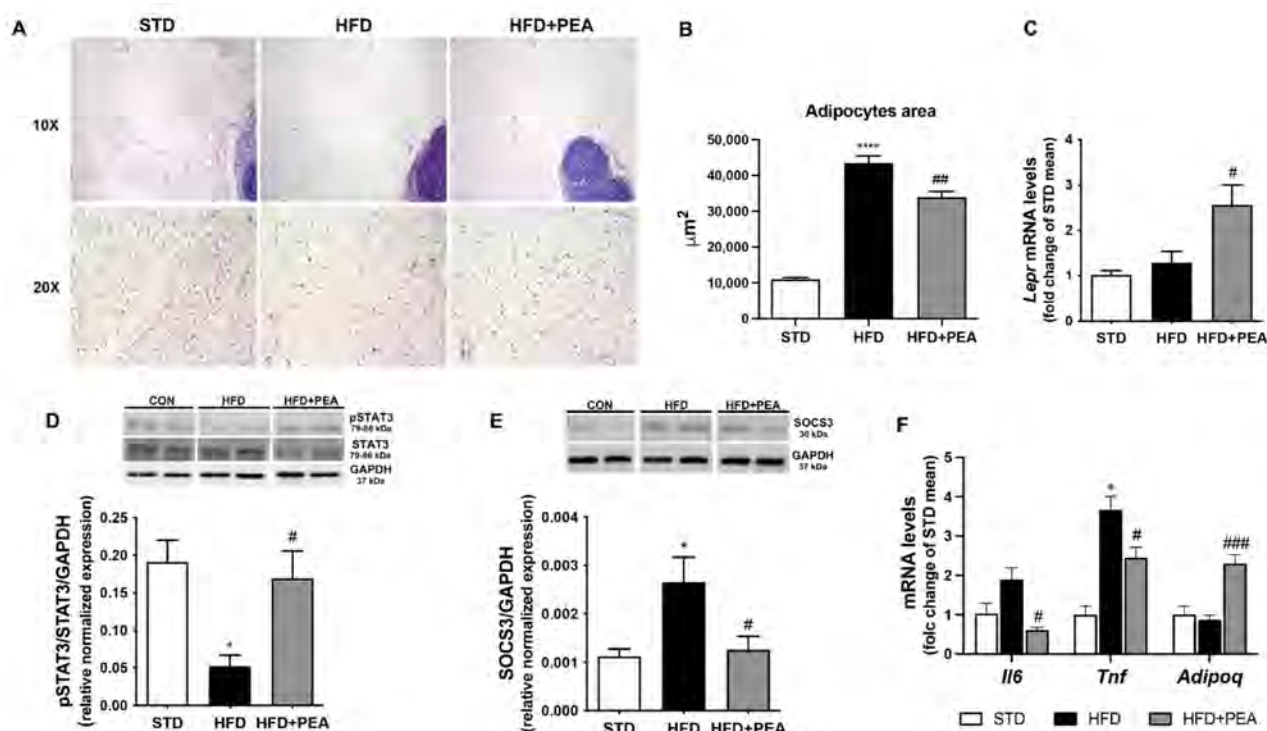 A
STD
HFD
HFD+PEA
10X
20X
B
Adipocytes area
μm²
50,000
40,000
30,000
20,000
10,000
0
****
##
STD
HFD
HFD+PEA
C
Lepr mRNA levels
(fold change of STD mean)
4
3
2
1
0
#
STD
HFD
HFD+PEA
D
CON
HFD
HFD+PEA
pSTAT3
79-86 kDa
STAT3
79-86 kDa
GAPDH
37 kDa
pSTAT3/STAT3/GAPDH
(relative normalized expression)
0.25
0.20
0.15
0.10
0.05
0.00
*
#
STD
HFD
HFD+PEA
E
CON
HFD
HFD+PEA
SOCS3
30 kDa
GAPDH
37 kDa
SOCS3/GAPDH
(relative normalized expression)
0.004
0.003
0.002
0.001
0.000
*
#
STD
HFD
HFD+PEA
F
mRNA levels
(folc change of STD mean)
6
4
2
1
0
#
*
#
###
Il6
Tnf
Adipoq
STD
HFD
HFD+PEA